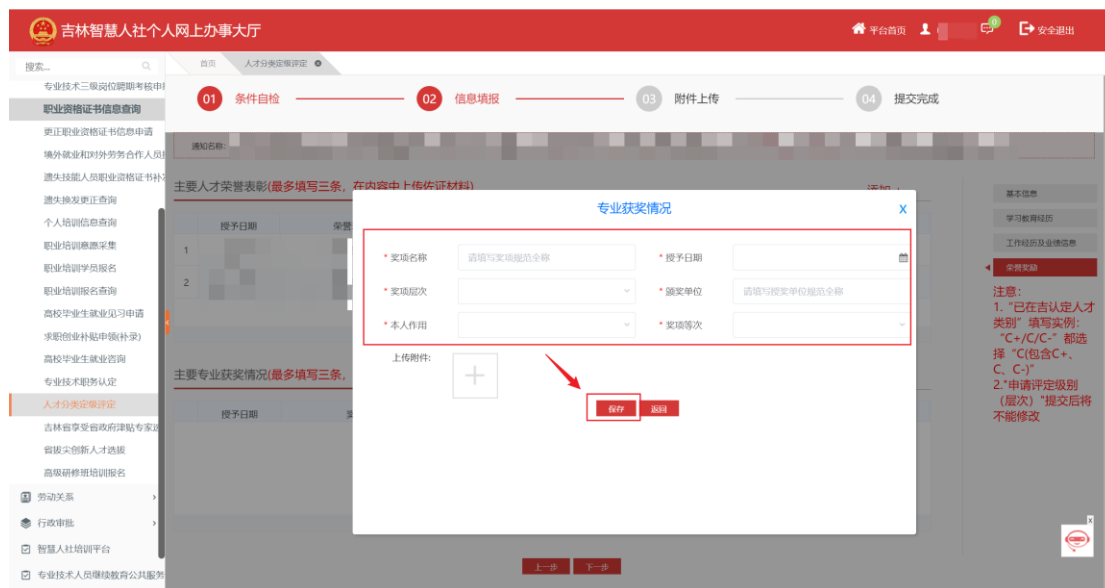 吉林智慧人社个人网上办事大厅
平台首页
0
安全退出
搜索...
首页
人才分类定级评定
专业技术三级岗位聘期考核申
职业资格证书信息查询
更正职业资格证书信息申请
境外就业和对外劳务合作人员
遗失技能人员职业资格证书补
遗失换发更正查询
个人培训信息查询
职业培训意愿采集
职业培训学员报名
职业培训报名查询
高校毕业生就业见习申请
求职创业补贴申领(补录)
高校毕业生就业咨询
专业技术职务认定
人才分类定级评定
吉林省享受省政府津贴专家
省拔尖创新人才选拔
高级研修班培训报名
劳动关系
行政审批
智慧人社培训平台
专业技术人员继续教育公共服务
01 条件自检
02 信息填报
03 附件上传
04 提交完成
通知名称:
主要人才荣誉表彰(最多填写三条，在内容中上传佐证材料)
添加
授予日期
荣誉
1
2
主要专业获奖情况(最多填写三条，
授予日期
专业获奖情况
X
* 奖项名称 请填写奖项规范全称
* 授予日期
* 奖项层次
* 颁奖单位 请填写授奖单位规范全称
* 本人作用
* 奖项等次
上传附件:
保存
返回
上一步
下一步
基本信息
学习教育经历
工作经历及业绩信息
荣誉奖励
注意:
1. "已在吉认定人才
类别" 填写实例:
"C+/C/C-" 都选
择 "C(包含C+、
C、C-)"
2."申请评定级别
（层次）"提交后将
不能修改
x